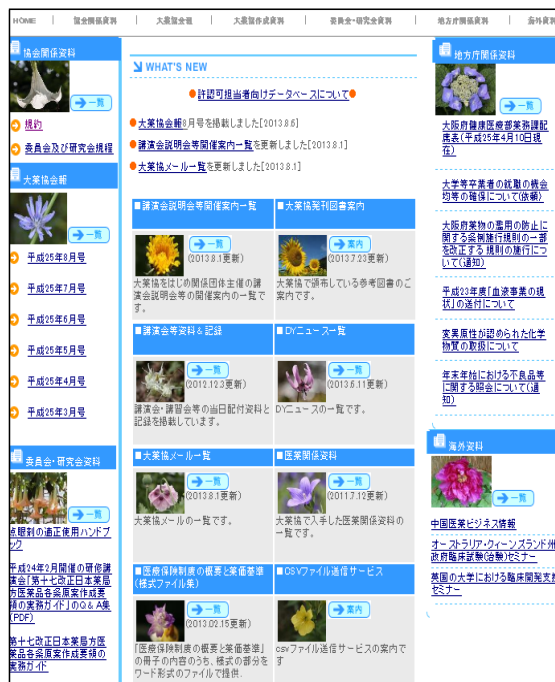 HOME
協会関係資料
大薬協会報
委員会・研究会資料
地方庁関係資料
海外資料
協会関係資料
一覧
規約
委員会及び研究会規程
大薬協会報
一覧
平成25年8月号
平成25年7月号
平成25年6月号
平成25年5月号
平成25年4月号
平成25年3月号
委員会・研究会資料
一覧
点眼剤の適正使用ハンドブ
ック
平成24年2月開催の研修講
演会「第十七改正日本薬局
方医薬品各条原案作成要
領の実務ガイド」のQ&A集
(PDF)
第十七改正日本薬局方医
薬品各条原案作成要領の
実務ガイド
WHAT'S NEW
●許認可担当者向けデータベースについて●
大薬協会報8月号を掲載しました[2013.8.6]
講演会説明会等開催案内一覧を更新しました[2013.8.1]
大薬協メール一覧を更新しました[2013.8.1]
■講演会説明会等開催案内一覧
一覧
(2013.8.1更新)
大薬協をはじめ関係団体主催の講
演会説明会等の開催案内の一覧で
す。
■大薬協発刊図書案内
案内
(2013.7.23更新)
大薬協で頒布している参考図書のご
案内です。
■講演会等資料&記録
一覧
(2012.12.3更新)
講演会・講習会等の当日配付資料と
記録を掲載しています。
■DYニュース一覧
一覧
(2013.6.11更新)
DYニュースの一覧です。
■大薬協メール一覧
一覧
(2013.8.1更新)
大薬協メールの一覧です。
■医薬関係資料
一覧
(2011.7.12更新)
大薬協で入手した医薬関係資料の
一覧です。
■医療保険制度の概要と薬価基準
(様式ファイル集)
一覧
(2013.02.15更新)
「医療保険制度の概要と薬価基準」
の冊子の内容のうち、様式の部分を
ワード形式のファイルで提供.
■CSVファイル送信サービス
案内
csvファイル送信サービスの案内で
す
地方庁関係資料
一覧
大阪府健康医療部薬務課配
席表(平成25年4月10日現
在)
大学等卒業者の就職の機会
均等の確保について(依頼)
大阪府薬物の濫用の防止に
関する条例施行規則の一部
を改正する規則の施行につ
いて(通知)
平成23年度「血液事業の現
状」の送付について
変異原性が認められた化学
物質の取扱について
年末年始における不良品等
に関する照会について(通
知)
海外資料
一覧
中国医薬ビジネス情報
オーストラリア・クィーンズランド州
政府臨床試験(治験)セミナー
英国の大学における臨床開発支援
セミナー